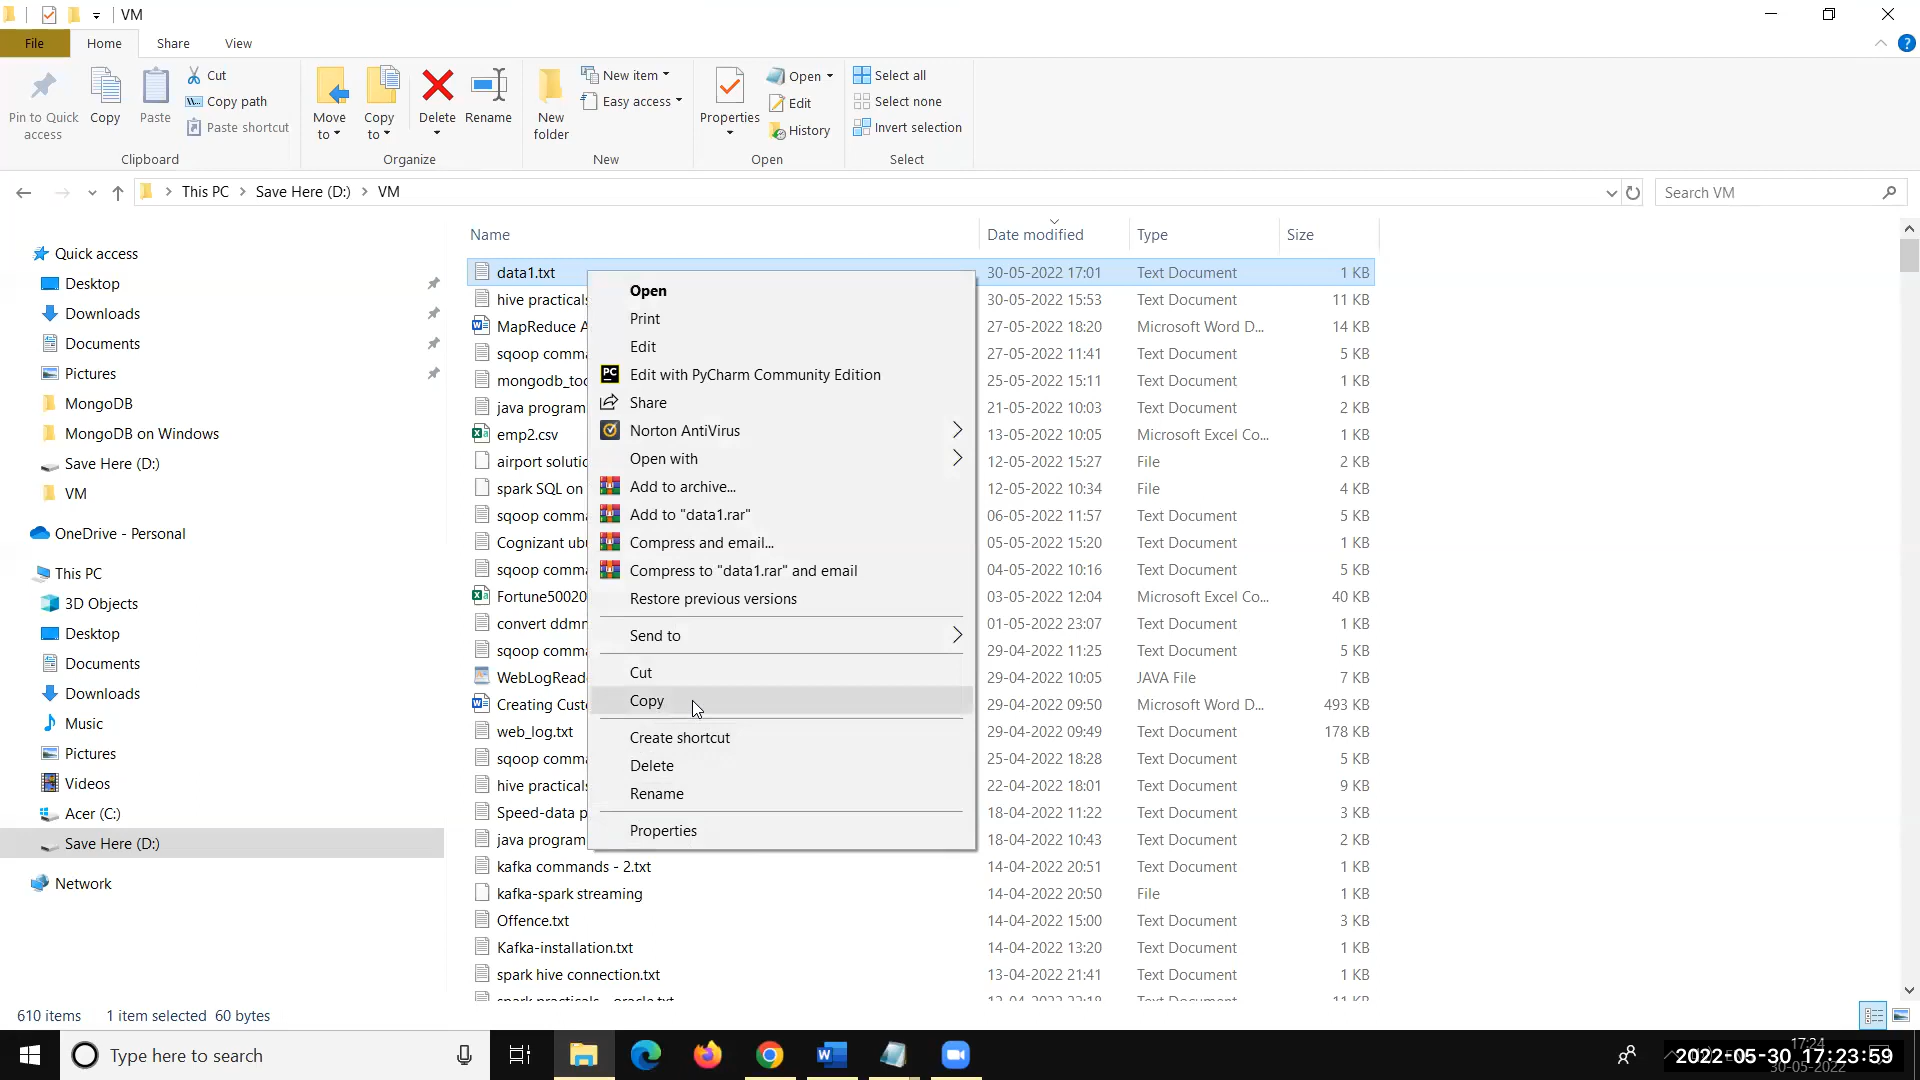 VM
File Home Share View
Pin to Quick access
Copy
Paste
Cut
Copy path
Paste shortcut
Clipboard
Move to
Copy to
Delete
Rename
Organize
New folder
New item
Easy access
New
Properties
Open
Edit
History
Open
Select all
Select none
Invert selection
Select
This PC > Save Here (D:) > VM
Search VM
Quick access
Desktop
Downloads
Documents
Pictures
MongoDB
MongoDB on Windows
Save Here (D:)
VM
OneDrive - Personal
This PC
3D Objects
Desktop
Documents
Downloads
Music
Pictures
Videos
Acer (C:)
Save Here (D:)
Network
Name Date modified Type Size
data1.txt 30-05-2022 17:01 Text Document 1 KB
hive practicals 30-05-2022 15:53 Text Document 11 KB
MapReduce A 27-05-2022 18:20 Microsoft Word D... 14 KB
sqoop comma 27-05-2022 11:41 Text Document 5 KB
mongodb_too 25-05-2022 15:11 Text Document 5 KB
java program 21-05-2022 10:03 Text Document 2 KB
emp2.csv 13-05-2022 10:05 Microsoft Excel Co... 1 KB
airport solutio 12-05-2022 15:27 File 2 KB
spark SQL on 12-05-2022 10:34 File 4 KB
sqoop comma 06-05-2022 11:57 Text Document 5 KB
Cognizant ubu 05-05-2022 15:20 Text Document 1 KB
sqoop comma 04-05-2022 10:16 Text Document 5 KB
Fortune50020 03-05-2022 12:04 Microsoft Excel Co... 40 KB
convert ddmn 01-05-2022 23:07 Text Document 1 KB
sqoop comma 29-04-2022 11:25 Text Document 5 KB
WebLogRead 29-04-2022 10:05 JAVA File 7 KB
Creating Custo 29-04-2022 09:50 Microsoft Word D... 493 KB
web_log.txt 29-04-2022 09:49 Text Document 178 KB
sqoop comma 25-04-2022 18:28 Text Document 5 KB
hive practicals 22-04-2022 18:01 Text Document 9 KB
Speed-data p 18-04-2022 11:22 Text Document 3 KB
java program 18-04-2022 10:43 Text Document 2 KB
kafka commands - 2.txt 14-04-2022 20:51 Text Document 1 KB
kafka-spark streaming 14-04-2022 20:50 File 1 KB
Offence.txt 14-04-2022 15:00 Text Document 3 KB
Kafka-installation.txt 14-04-2022 13:20 Text Document 1 KB
spark hive connection.txt 13-04-2022 21:41 Text Document 1 KB
Open
Print
Edit
PC Edit with PyCharm Community Edition
Share
Norton AntiVirus
Open with
Add to archive...
Add to "data1.rar"
Compress and email...
Compress to "data1.rar" and email
Restore previous versions
Send to
Cut
Copy
Create shortcut
Delete
Rename
Properties
610 items 1 item selected 60 bytes
Type here to search
17:24
30-05-2022
2022-05-30 17:23:59